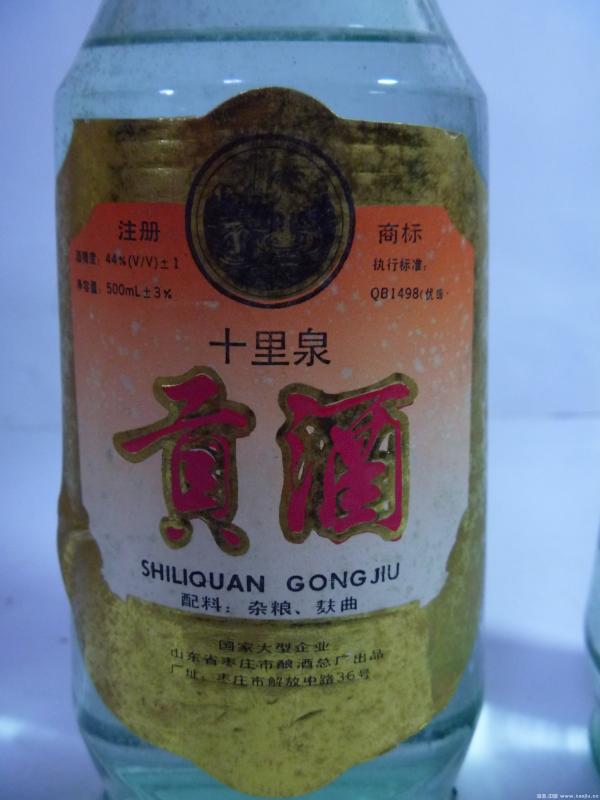 注册 商标
酒精度：44%(V/V)±1 执行标准：
净容量：500mL±3% QB1498(优级
十里泉
貢酒
SHILIQUAN GONGJIU
配料：杂粮、麸曲
国家大型企业
山东省枣庄市酿酒总厂出品
厂址：枣庄市解放中路36号